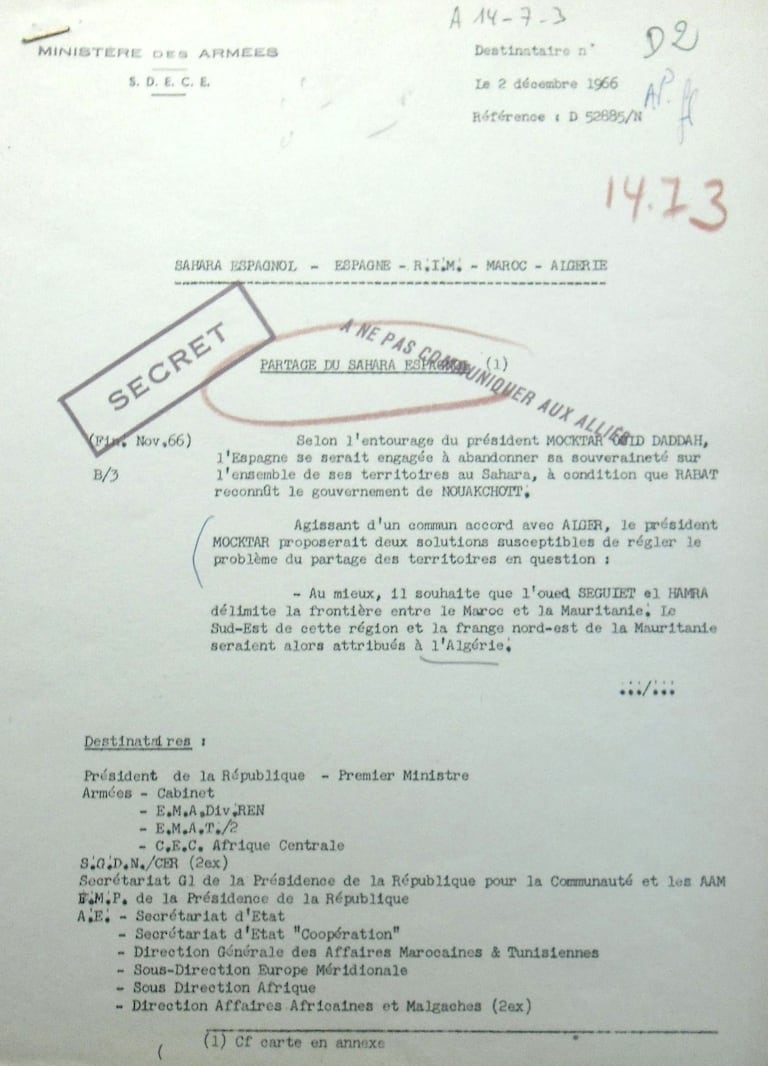 A 14-7-3
MINISTÈRE DES ARMÉES
S. D. E. C. E.
Destinataire n°
D2
Le 2 décembre 1966
Référence : D 52885/N
14.73
SAHARA ESPAGNOL - ESPAGNE - R.I.M. - MAROC - ALGERIE
SECRET
A NE PAS COMMUNIQUER AUX ALLIES
PARTAGE DU SAHARA ESPAGNOL (1)
(Fin. Nov.66)
B/3
Selon l'entourage du président MOCKTAR OULD DADDAH,
l'Espagne se serait engagée à abandonner sa souveraineté sur
l'ensemble de ses territoires au Sahara, à condition que RABAT
reconnût le gouvernement de NOUAKCHOTT.
Agissant d'un commun accord avec ALGER, le président
MOCKTAR proposerait deux solutions susceptibles de régler le
problème du partage des territoires en question :
- Au mieux, il souhaite que l'oued SEGUIET el HAMRA
délimite la frontière entre le Maroc et la Mauritanie. Le
Sud-Est de cette région et la frange nord-est de la Mauritanie
seraient alors attribués à l'Algérie.
.../...
Destinataires :
Président de la République - Premier Ministre
Armées - Cabinet
- E.M.A.Div.REN
- E.M.A.T./2
- C.E.C. Afrique Centrale
S.G.D.N./CER (2ex)
Secrétariat Gl de la Présidence de la République pour la Communauté et les AAM
E.M.P. de la Présidence de la République
A.E. - Secrétariat d'Etat
- Secrétariat d'Etat "Coopération"
- Direction Générale des Affaires Marocaines & Tunisiennes
- Sous-Direction Europe Méridionale
- Sous Direction Afrique
- Direction Affaires Africaines et Malgaches (2ex)
(1) Cf carte en annexe